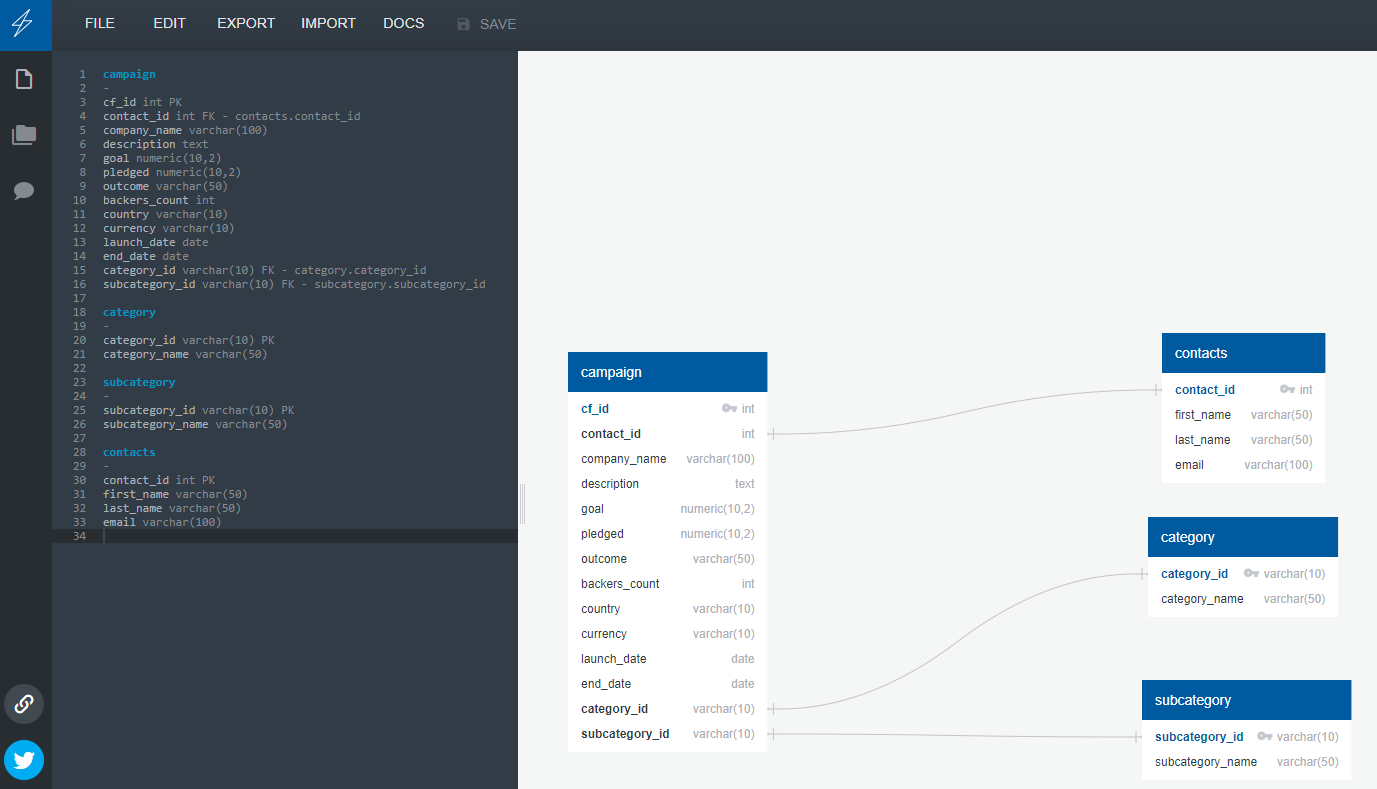 FILE EDIT EXPORT IMPORT DOCS SAVE
1 campaign
2 -
3 cf_id int PK
4 contact_id int FK - contacts.contact_id
5 company_name varchar(100)
6 description text
7 goal numeric(10,2)
8 pledged numeric(10,2)
9 outcome varchar(50)
10 backers_count int
11 country varchar(10)
12 currency varchar(10)
13 launch_date date
14 end_date date
15 category_id varchar(10) FK - category.category_id
16 subcategory_id varchar(10) FK - subcategory.subcategory_id
17
18 category
19 -
20 category_id varchar(10) PK
21 category_name varchar(50)
22
23 subcategory
24 -
25 subcategory_id varchar(10) PK
26 subcategory_name varchar(50)
27
28 contacts
29 -
30 contact_id int PK
31 first_name varchar(50)
32 last_name varchar(50)
33 email varchar(100)
34
campaign
cf_id int
contact_id int
company_name varchar(100)
description text
goal numeric(10,2)
pledged numeric(10,2)
outcome varchar(50)
backers_count int
country varchar(10)
currency varchar(10)
launch_date date
end_date date
category_id varchar(10)
subcategory_id varchar(10)
contacts
contact_id int
first_name varchar(50)
last_name varchar(50)
email varchar(100)
category
category_id varchar(10)
category_name varchar(50)
subcategory
subcategory_id varchar(10)
subcategory_name varchar(50)